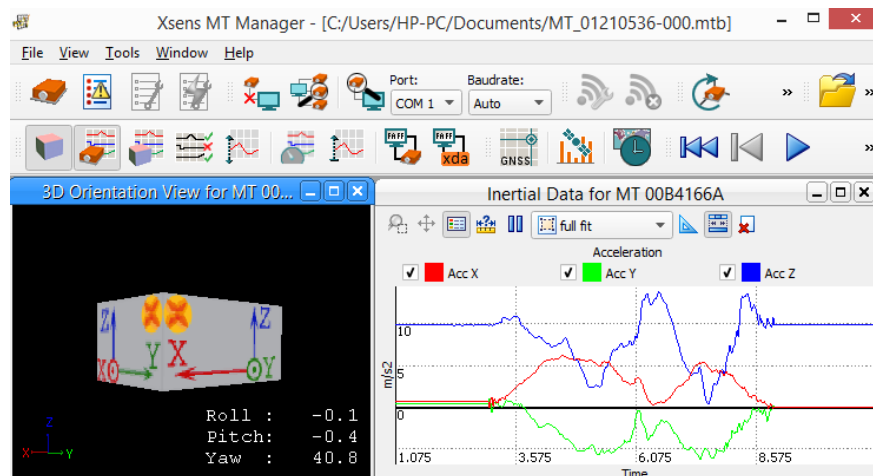 Xsens MT Manager - [C:/Users/HP-PC/Documents/MT_01210536-000.mtb]
File View Tools Window Help
Port: Baudrate:
COM 1 Auto
»
»
FAFF FAFF
xda
GNSS
»
3D Orientation View for MT 00...
Z Z
X Y X Y
Roll : -0.1
Pitch: -0.4
Yaw : 40.8
Z
X Y
Inertial Data for MT 00B4166A
full fit
Acceleration
Acc X Acc Y Acc Z
m/s2
10
5
0
1.075 3.575 6.075 8.575
Time